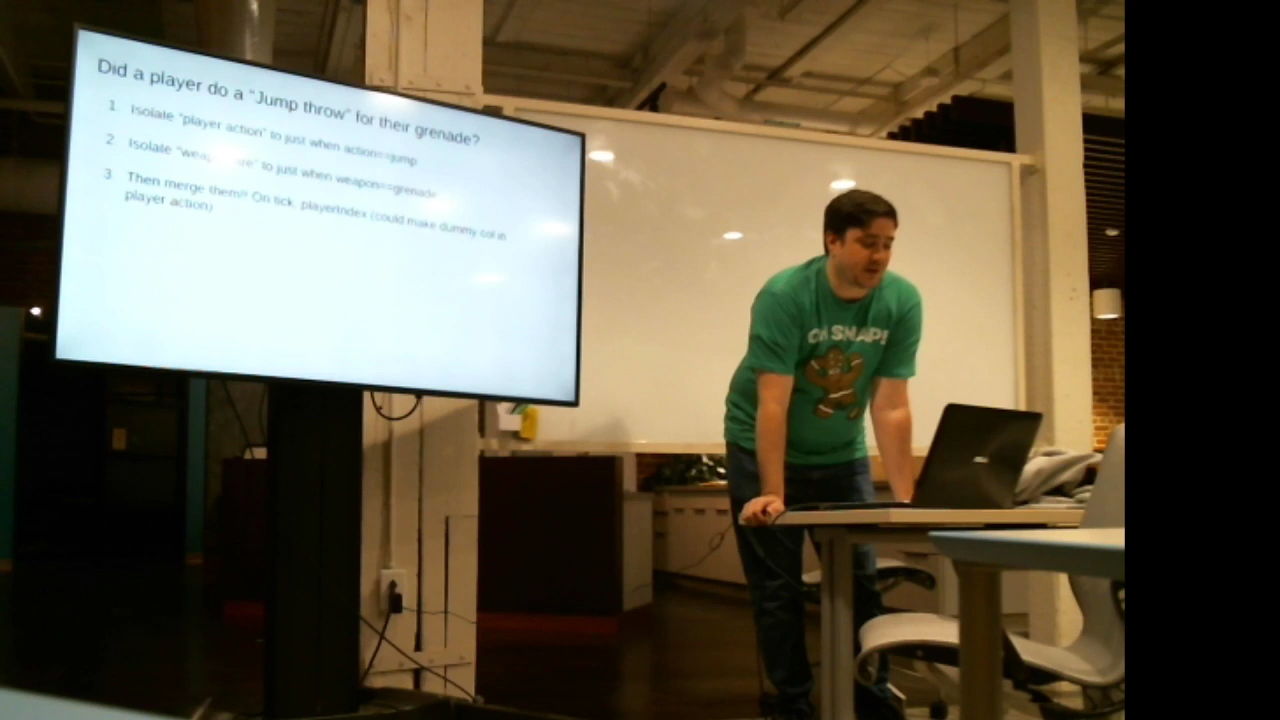 Did a player do a "Jump throw" for their grenade?
1. Isolate "player action" to just when action==jump
2. Isolate to just when weapon==grenade
3. Then merge them!! On tick, playerIndex (could make dummy col in
player action)
OH SNAP!